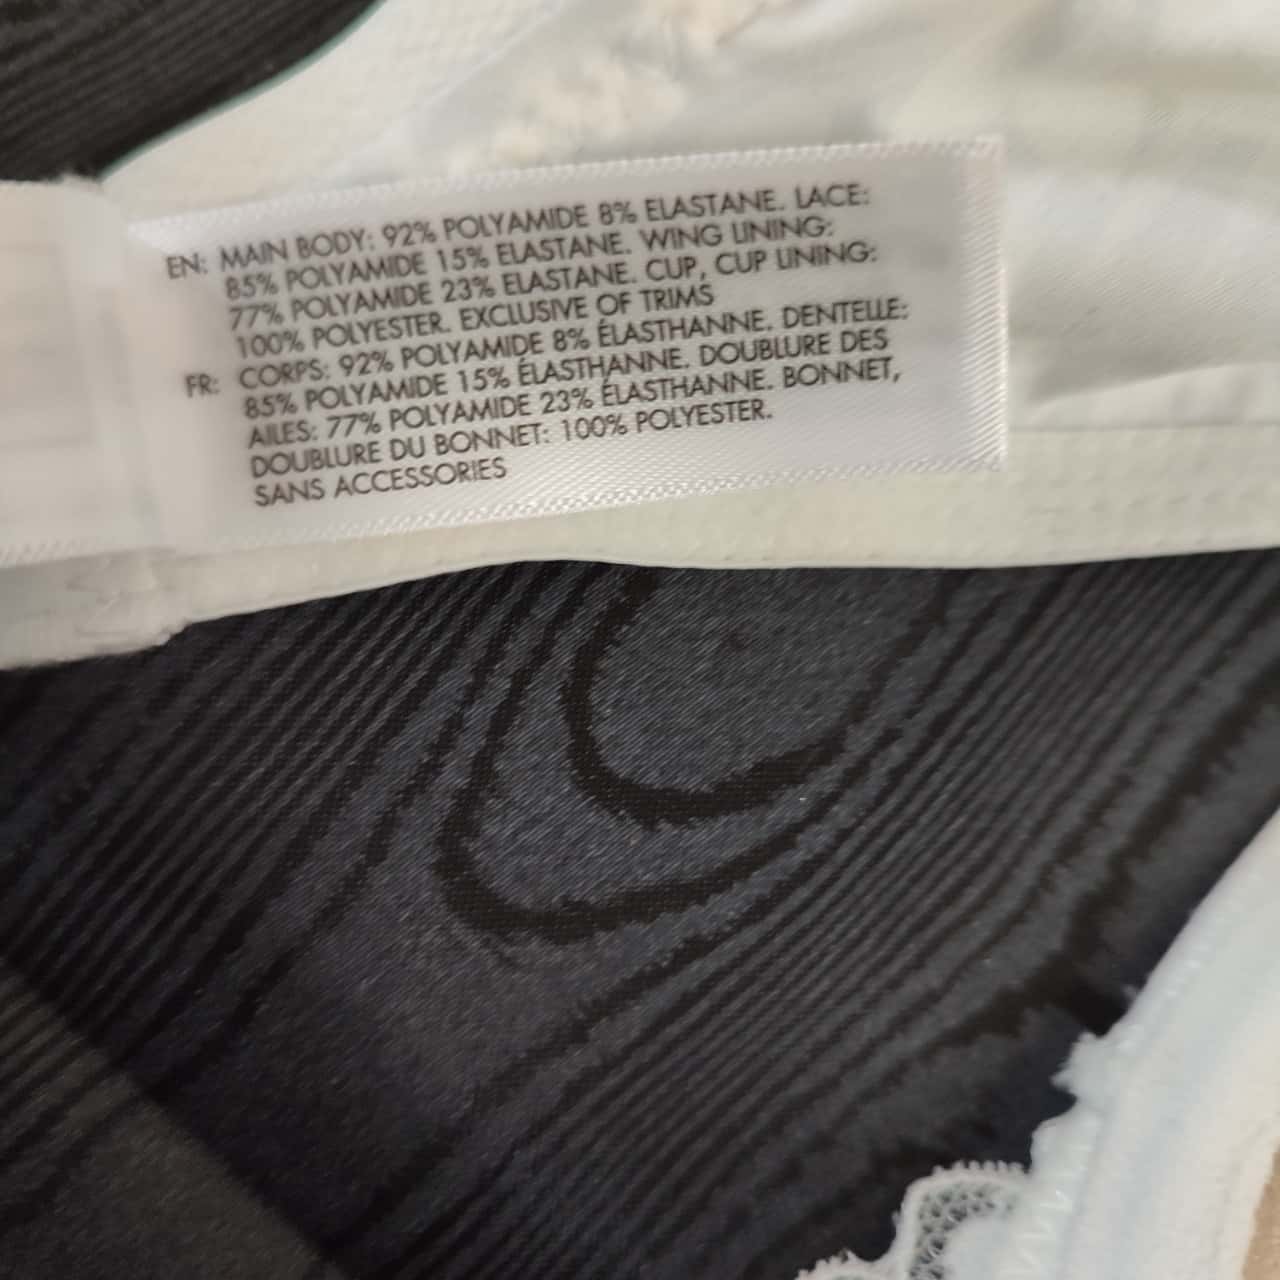 EN: MAIN BODY: 92% POLYAMIDE 8% ELASTANE. LACE:
85% POLYAMIDE 15% ELASTANE. WING LINING:
77% POLYAMIDE 23% ELASTANE. CUP, CUP LINING:
100% POLYESTER. EXCLUSIVE OF TRIMS
FR: CORPS: 92% POLYAMIDE 8% ÉLASTHANNE. DENTELLE:
85% POLYAMIDE 15% ÉLASTHANNE. DOUBLURE DES
AILES: 77% POLYAMIDE 23% ÉLASTHANNE. BONNET,
DOUBLURE DU BONNET: 100% POLYESTER.
SANS ACCESSORIES